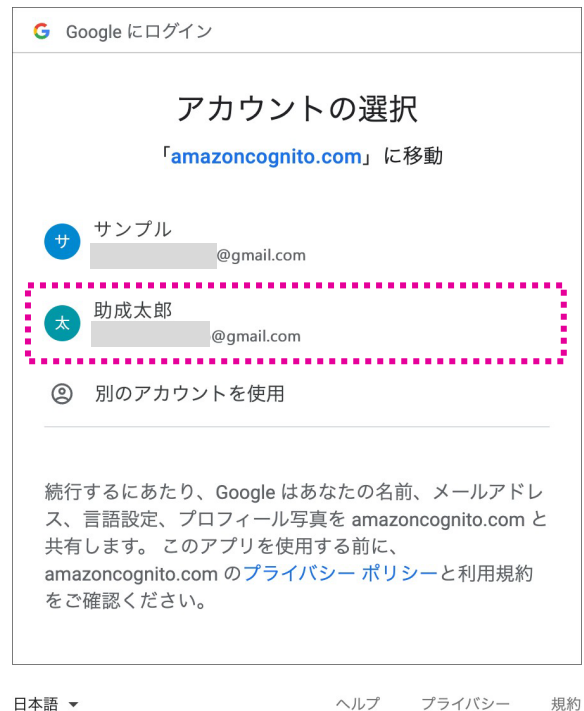 Google にログイン
アカウントの選択
「amazoncognito.com」に移動
サ
サンプル
@gmail.com
太
助成太郎
@gmail.com
別のアカウントを使用
続行するにあたり、Google はあなたの名前、メールアドレ
ス、言語設定、プロフィール写真を amazoncognito.com と
共有します。 このアプリを使用する前に、
amazoncognito.com のプライバシー ポリシーと利用規約
をご確認ください。
日本語
ヘルプ プライバシー 規約